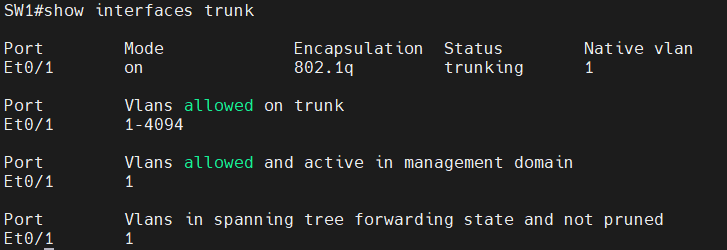 SW1#show interfaces trunk
Port Mode Encapsulation Status Native vlan
Et0/1 on 802.1q trunking 1
Port Vlans allowed on trunk
Et0/1 1-4094
Port Vlans allowed and active in management domain
Et0/1 1
Port Vlans in spanning tree forwarding state and not pruned
Et0/1 1